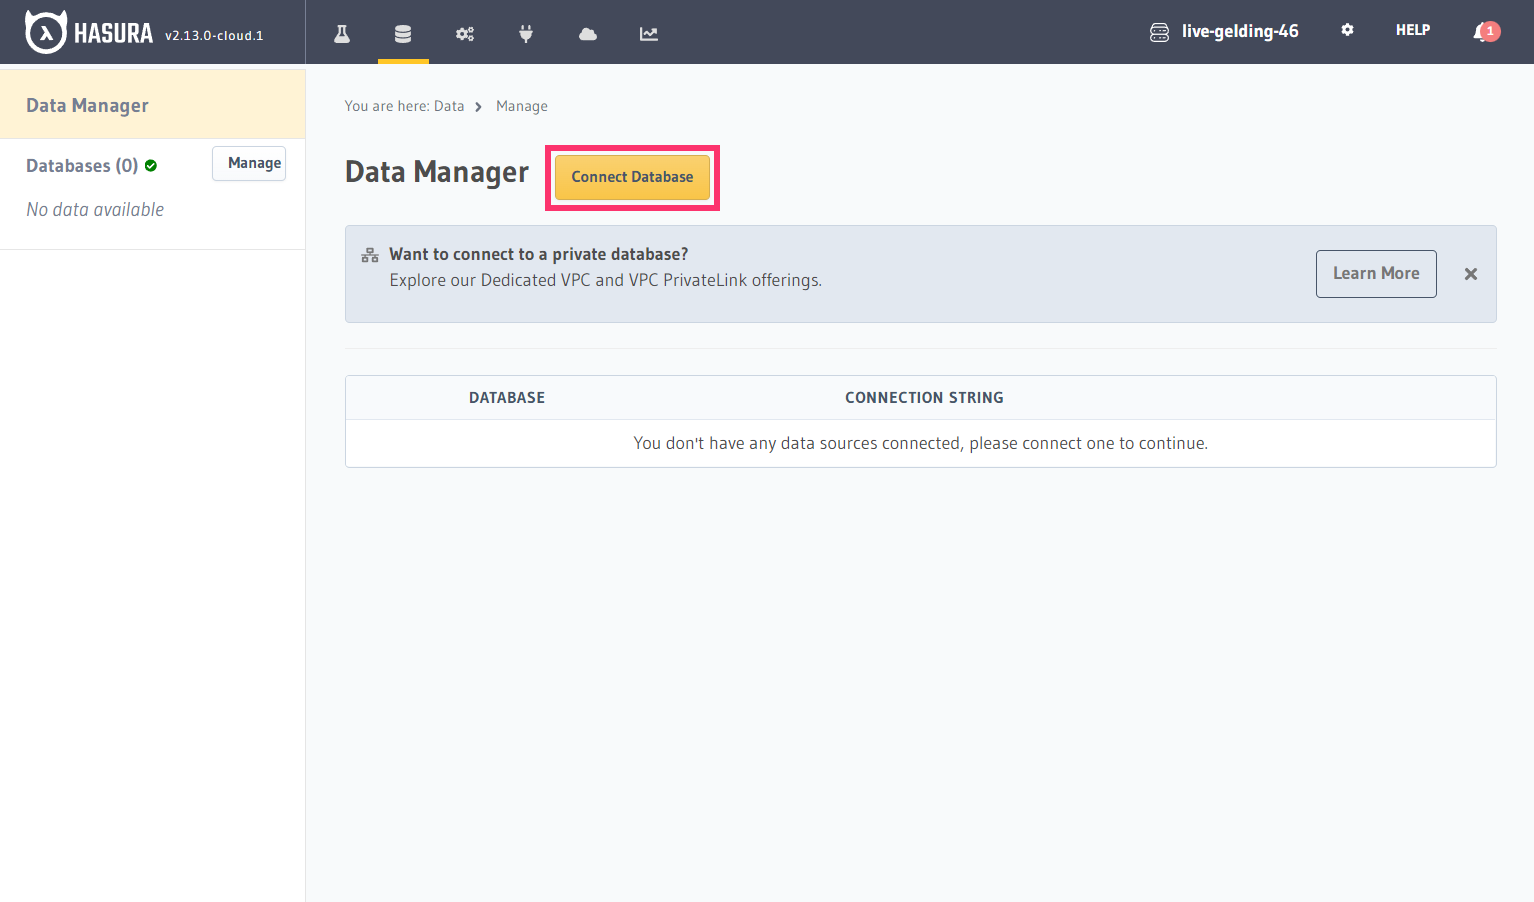 HASURA v2.13.0-cloud.1
live-gelding-46
HELP
1
Data Manager
Databases (0)
Manage
No data available
You are here: Data Manage
Data Manager
Connect Database
Want to connect to a private database?
Explore our Dedicated VPC and VPC PrivateLink offerings.
Learn More
DATABASE CONNECTION STRING
You don't have any data sources connected, please connect one to continue.